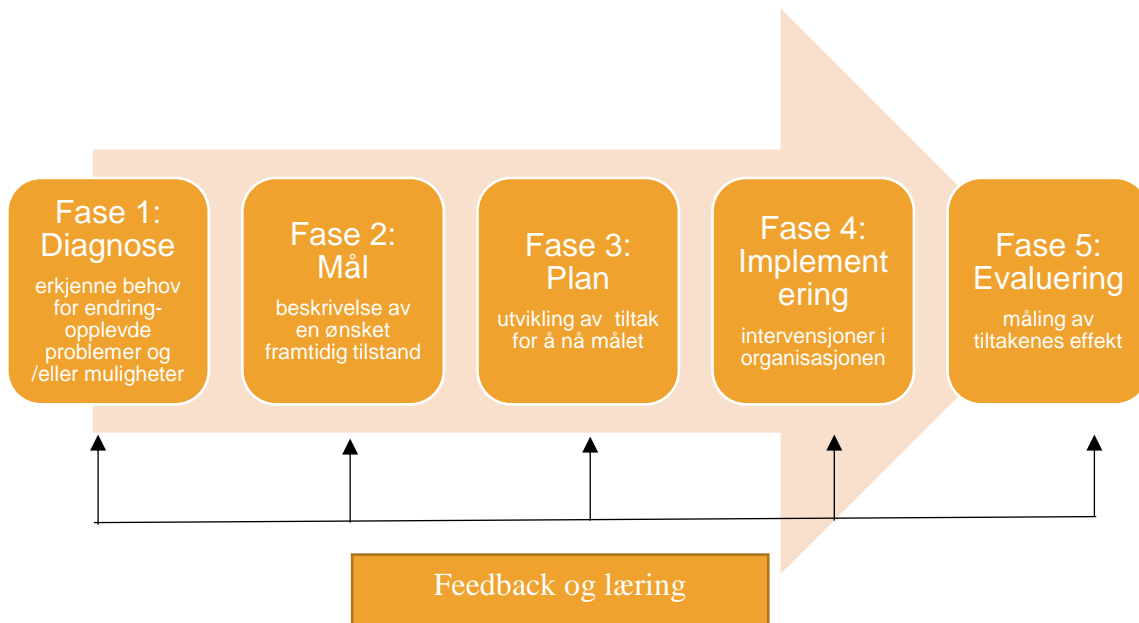 Fase 1:
Diagnose
erkjenne behov
for endring-
opplevde
problemer og
/eller muligheter
Fase 2:
Mål
beskrivelse av
en ønsket
framtidig tilstand
Fase 3:
Plan
utvikling av tiltak
for å nå målet
Fase 4:
Implement
ering
intervensjoner i
organisasjonen
Fase 5:
Evaluering
måling av
tiltakenes effekt
Feedback og læring